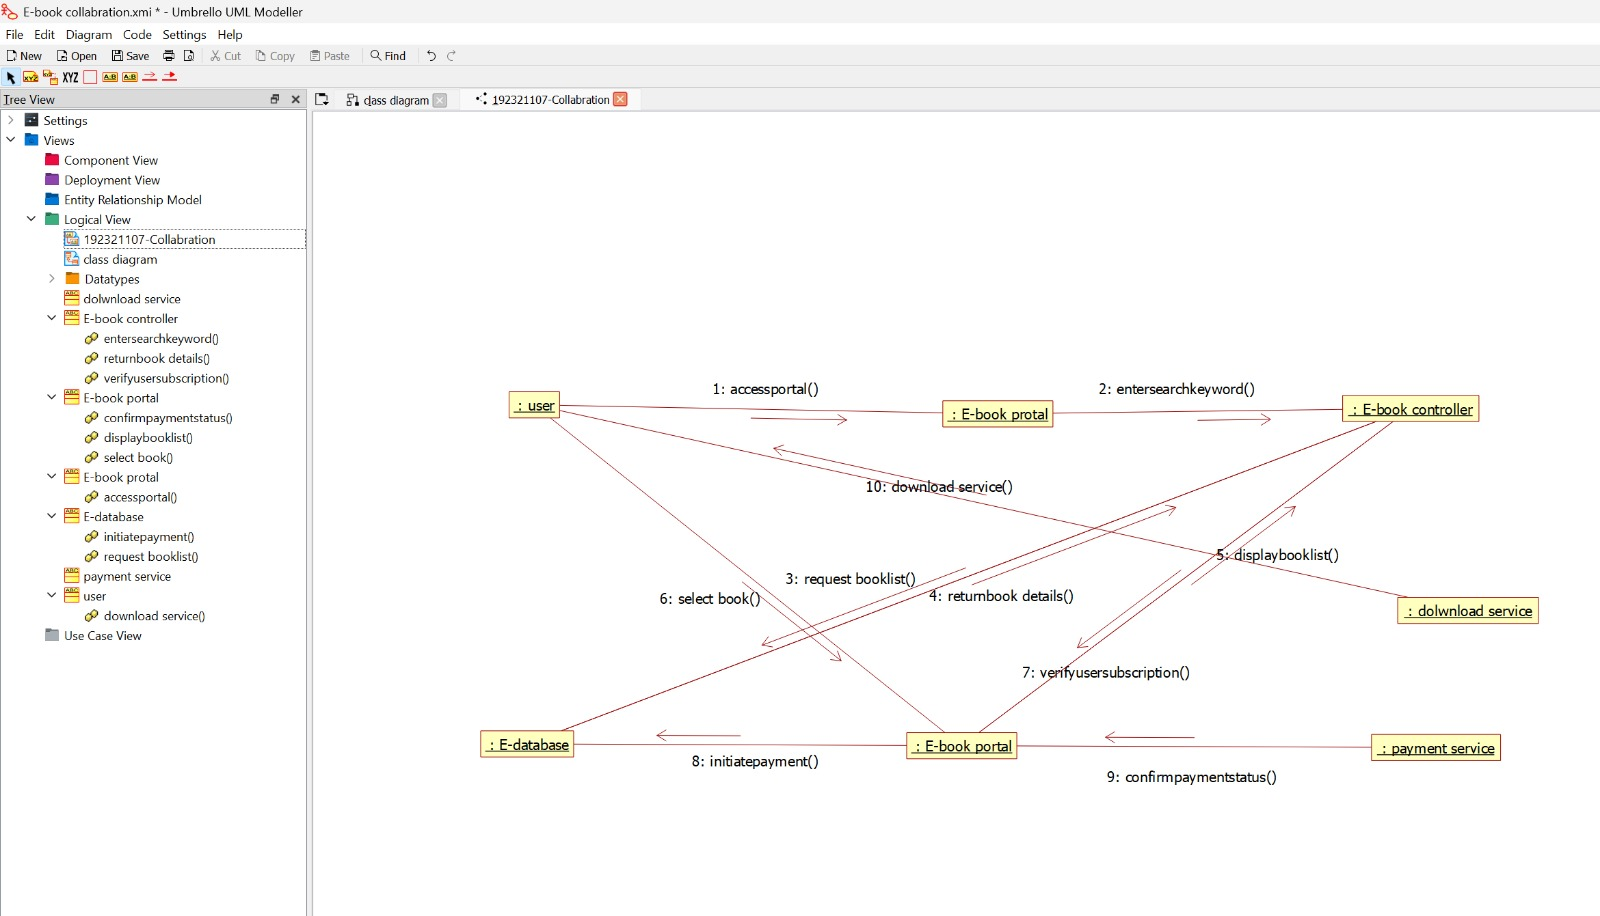 E-book collabration.xmi * - Umbrello UML Modeller
File Edit Diagram Code Settings Help
New Open Save Cut Copy Paste Find
XYZ XYZ A:B A:B
Tree View
class diagram
192321107-Collabration
Settings
Views
Component View
Deployment View
Entity Relationship Model
Logical View
192321107-Collabration
class diagram
Datatypes
dolwnload service
E-book controller
entersearchkeyword()
returnbook details()
verifyusersubscription()
E-book portal
confirmpaymentstatus()
displaybooklist()
select book()
E-book protal
accessportal()
E-database
initiatepayment()
request booklist()
payment service
user
download service()
Use Case View
1: accessportal()
2: entersearchkeyword()
: user
: E-book protal
: E-book controller
10: download service()
5: displaybooklist()
3: request booklist()
6: select book()
4: returnbook details()
: dolwnload service
7: verifyusersubscription()
: E-database
: E-book portal
: payment service
8: initiatepayment()
9: confirmpaymentstatus()